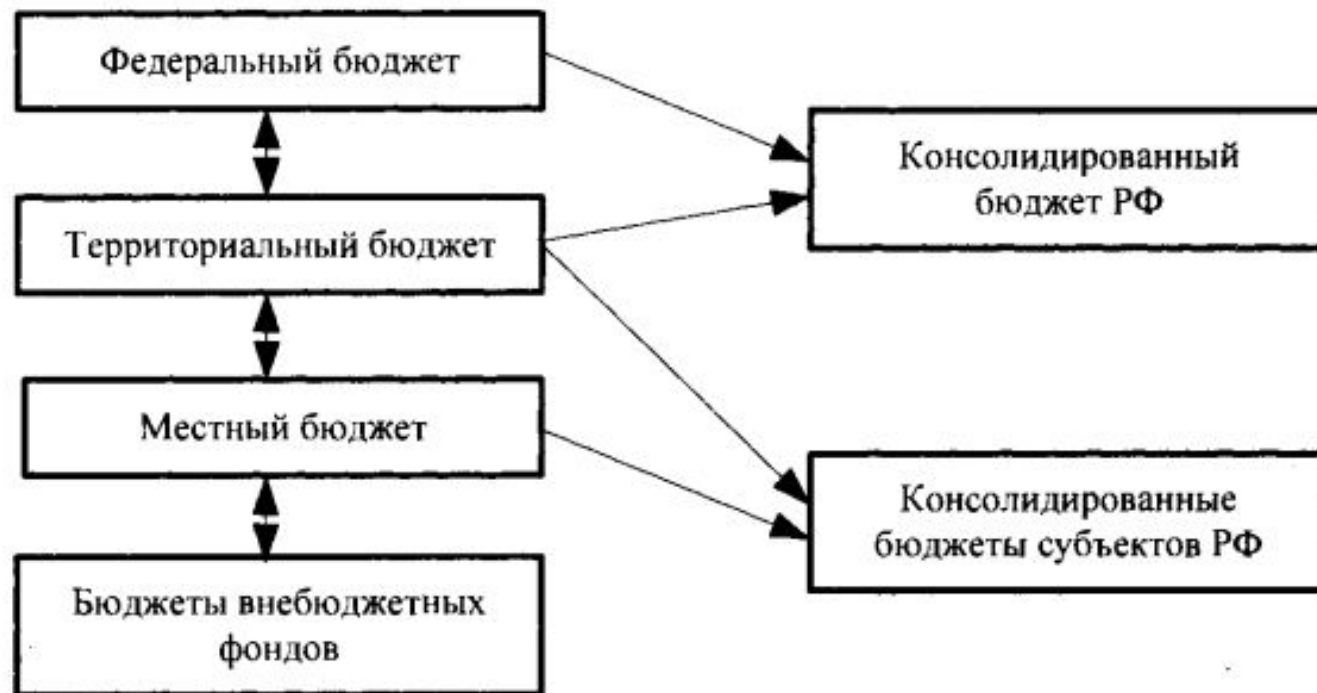 Федеральный бюджет
Территориальный бюджет
Местный бюджет
Бюджеты внебюджетных
фондов
Консолидированный
бюджет РФ
Консолидированные
бюджеты субъектов РФ